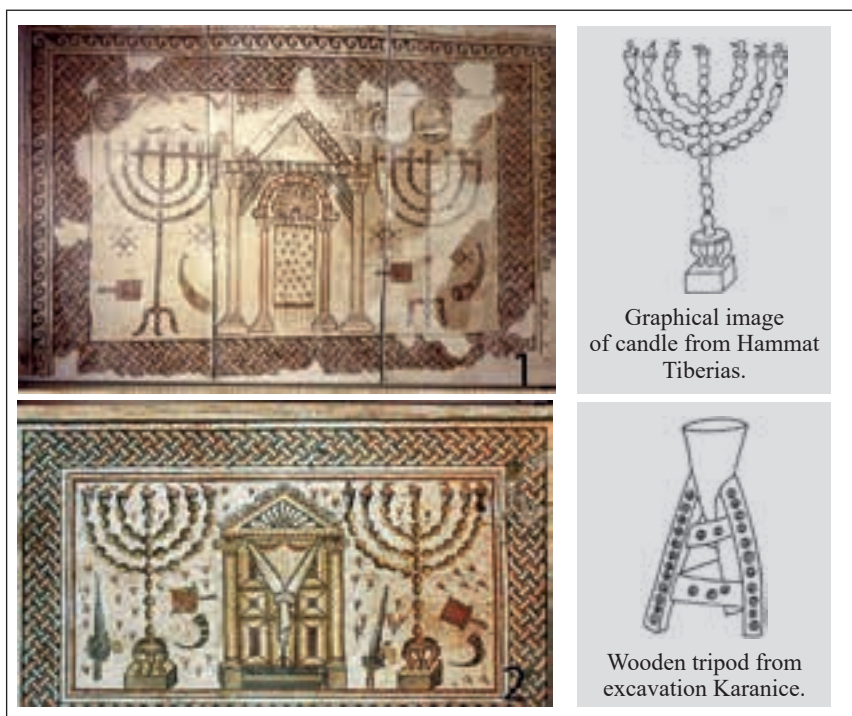 1
Graphical image
of candle from Hammat
Tiberias.
2
Wooden tripod from
excavation Karanice.